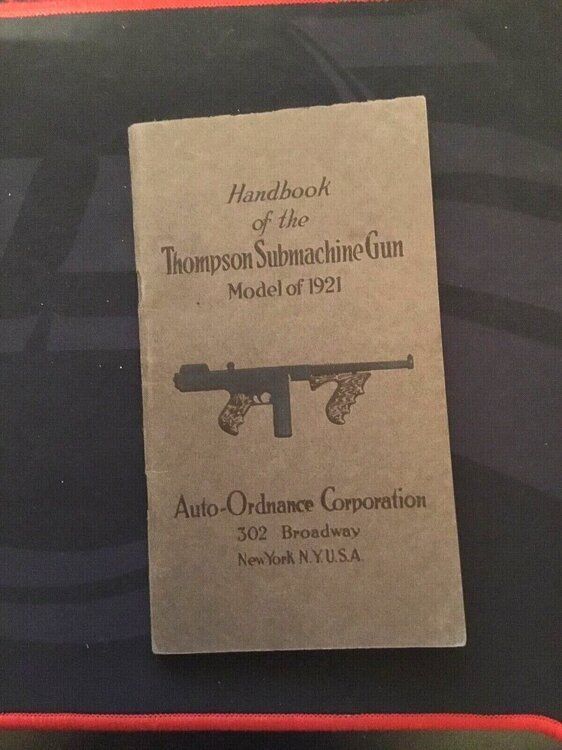 Handbook
of the
Thompson Submachine Gun
Model of 1921
Auto-Ordnance Corporation
302 Broadway
New York N.Y. U.S.A.